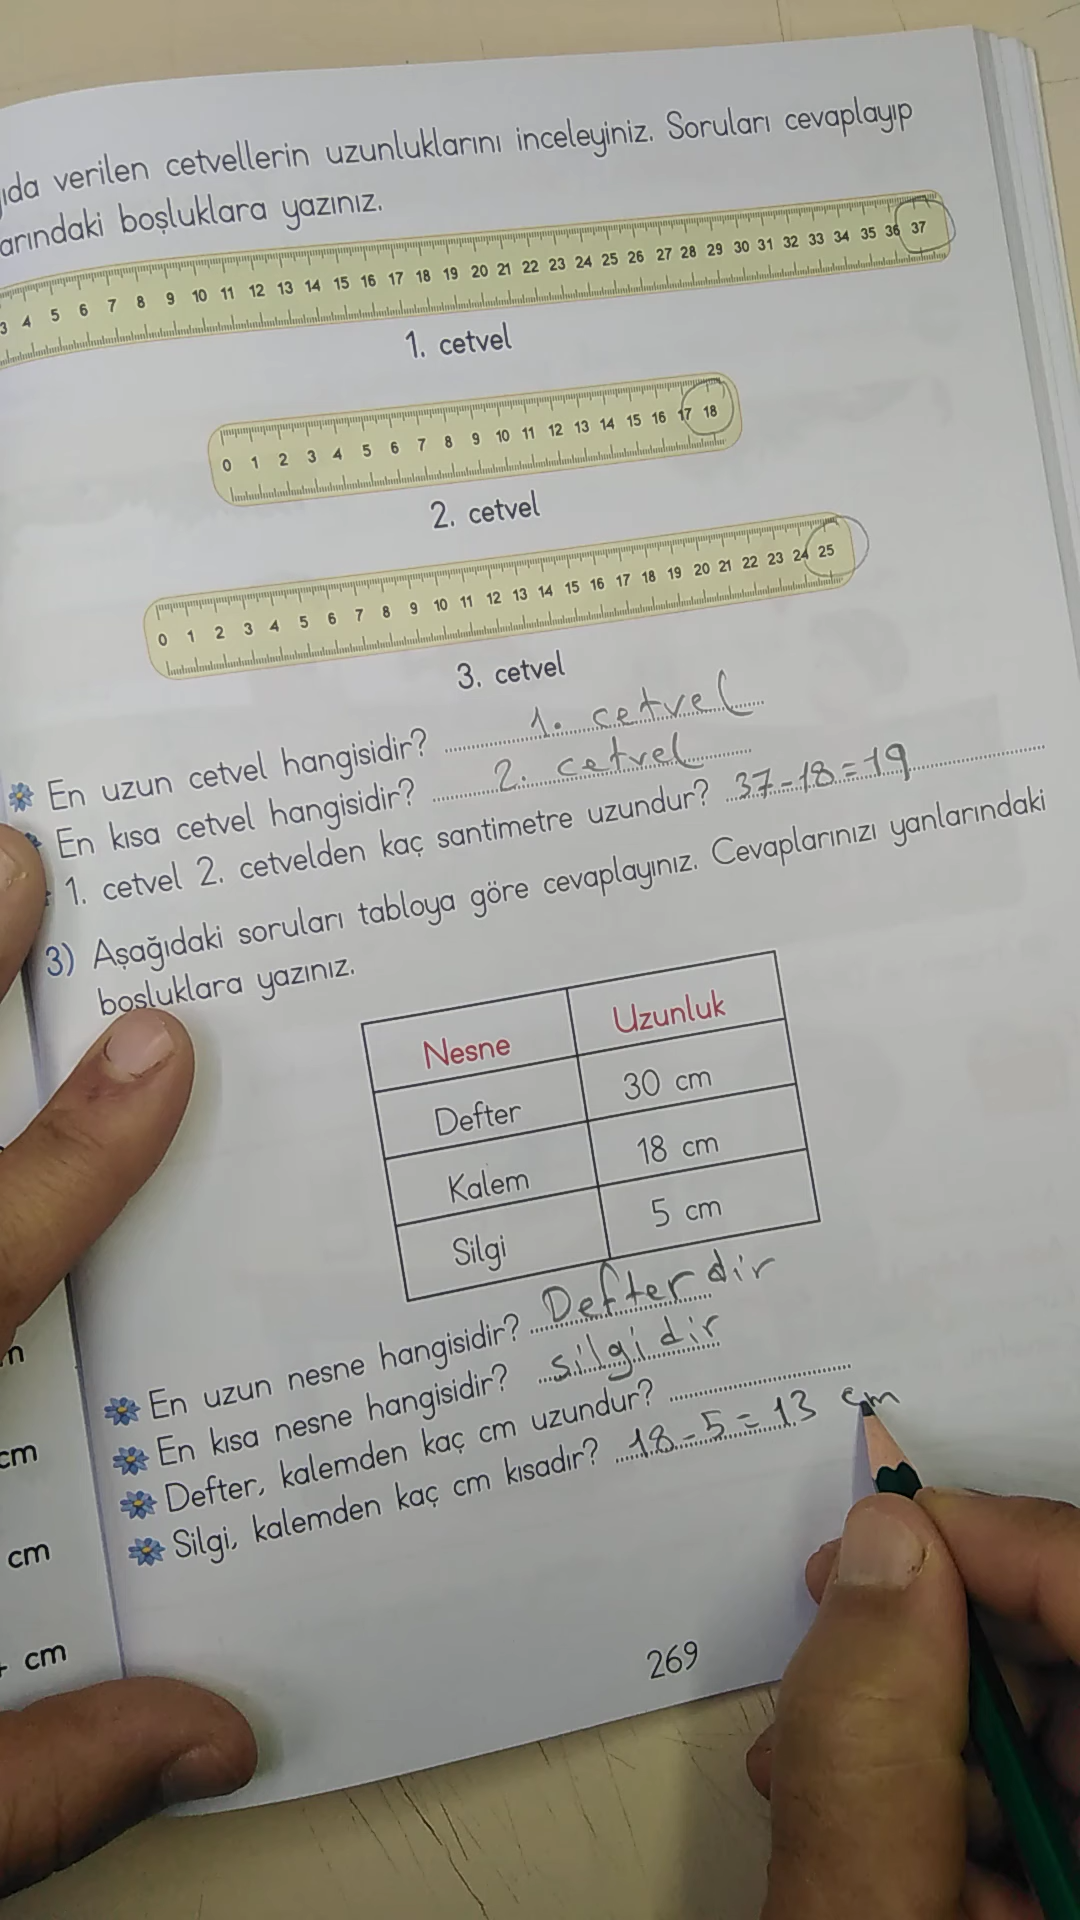 verilen cetvellerin uzunluklarını inceleyiniz. Soruları cevaplayıp
boşluklara yazınız.
3 4 5 6 7 8 9 10 11 12 13 14 15 16 17 18 19 20 21 22 23 24 25 26 27 28 29 30 31 32 33 34 35 36 37
1. cetvel
0 1 2 3 4 5 6 7 8 9 10 11 12 13 14 15 16 17 18
2. cetvel
0 1 2 3 4 5 6 7 8 9 10 11 12 13 14 15 16 17 18 19 20 21 22 23 24 25
3. cetvel
En uzun cetvel hangisidir? 1. cetvel
En kısa cetvel hangisidir? 2. cetvel
1. cetvel 2. cetvelden kaç santimetre uzundur? 37-18=19
3) Aşağıdaki soruları tabloya göre cevaplayınız. Cevaplarınızı yanlarındaki
boşluklara yazınız.
Nesne Uzunluk
Defter 30 cm
Kalem 18 cm
Silgi 5 cm
En uzun nesne hangisidir? Defterdir
En kısa nesne hangisidir? silgidir
Defter, kalemden kaç cm uzundur?
Silgi, kalemden kaç cm kısadır? 18-5=13 cm
cm
cm
cm
269